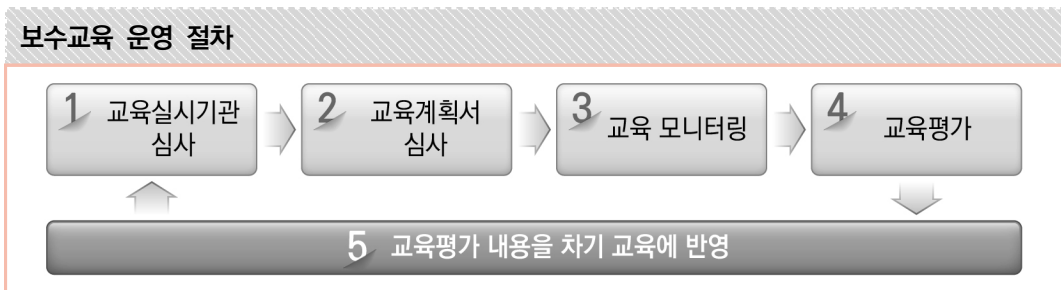 보수교육 운영 절차
1 교육실시기관
심사
2 교육계획서
심사
3 교육 모니터링
4 교육평가
5 교육평가 내용을 차기 교육에 반영